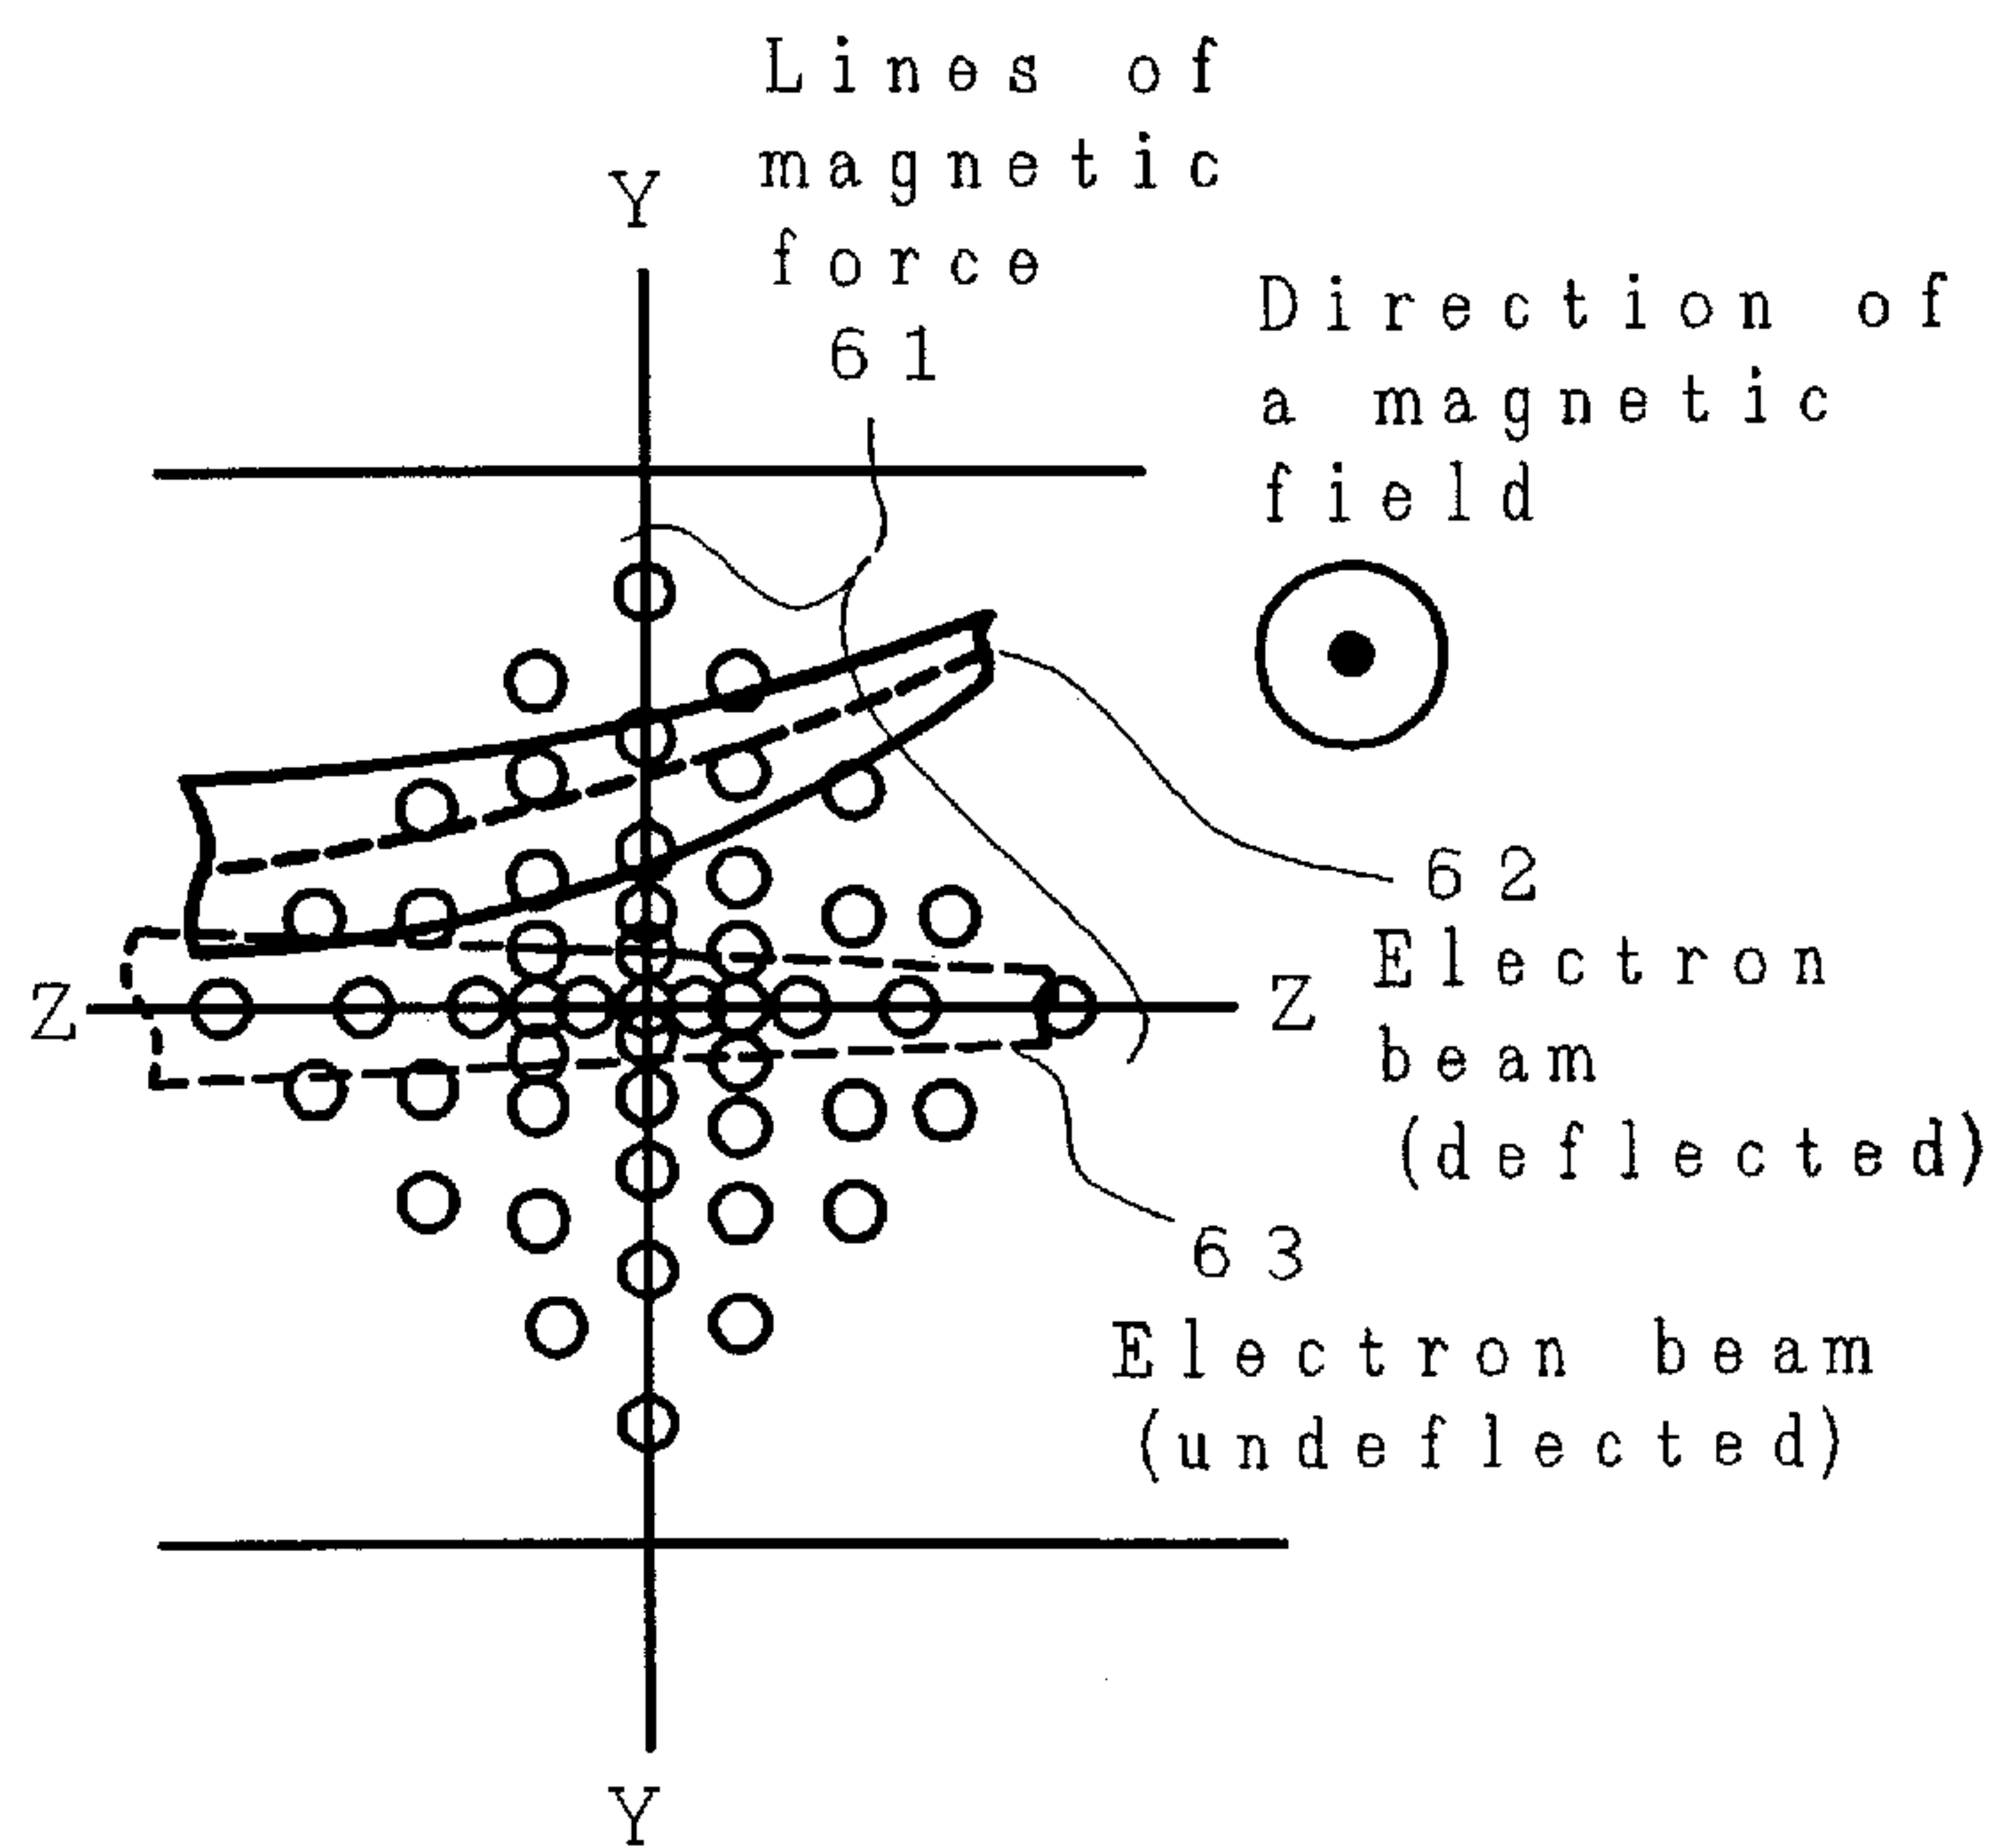 Lines of
magnetic
force
61
Y
Direction of
a magnetic
field
62
Electron
beam
(deflected)
Z
Z
63
Electron beam
(undeflected)
Y